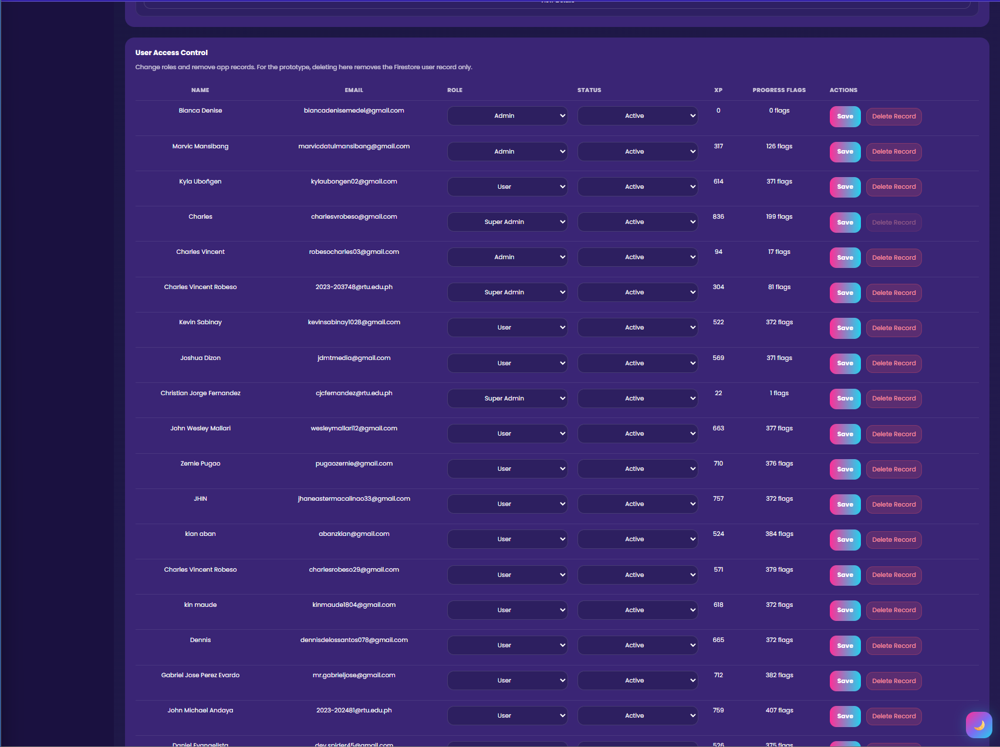 View Details
User Access Control
Change roles and remove app records. For the prototype, deleting here removes the Firestore user record only.
NAME EMAIL ROLE STATUS XP PROGRESS FLAGS ACTIONS
Bianca Denise biancadenisemedel@gmail.com Admin Active 0 0 flags Save Delete Record
Marvic Mansibang marvicdatulmansibang@gmail.com Admin Active 317 126 flags Save Delete Record
Kyla Uboñgen kylaubongen02@gmail.com User Active 614 371 flags Save Delete Record
Charles charlesvrobeso@gmail.com Super Admin Active 836 199 flags Save Delete Record
Charles Vincent robesocharles03@gmail.com Admin Active 94 17 flags Save Delete Record
Charles Vincent Robeso 2023-203748@rtu.edu.ph Super Admin Active 304 81 flags Save Delete Record
Kevin Sabinay kevinsabinay1028@gmail.com User Active 522 372 flags Save Delete Record
Joshua Dizon jdmtmedia@gmail.com User Active 569 371 flags Save Delete Record
Christian Jorge Fernandez cjcfernandez@rtu.edu.ph Super Admin Active 22 1 flags Save Delete Record
John Wesley Mallari wesleymallari12@gmail.com User Active 663 377 flags Save Delete Record
Zernie Pugao pugaozernie@gmail.com User Active 710 376 flags Save Delete Record
JHIN jhaneastermacalinao33@gmail.com User Active 757 372 flags Save Delete Record
kian aban abanzkian@gmail.com User Active 524 384 flags Save Delete Record
Charles Vincent Robeso charlesrobeso29@gmail.com User Active 571 379 flags Save Delete Record
kin maude kinmaude1804@gmail.com User Active 618 372 flags Save Delete Record
Dennis dennisdelossantos078@gmail.com User Active 665 372 flags Save Delete Record
Gabriel Jose Perez Evardo mr.gabrieljose@gmail.com User Active 712 382 flags Save Delete Record
John Michael Andaya 2023-202481@rtu.edu.ph User Active 759 407 flags Save Delete Record
Daniel Evangelista dev.spider45@gmail.com 526 375 flags Save